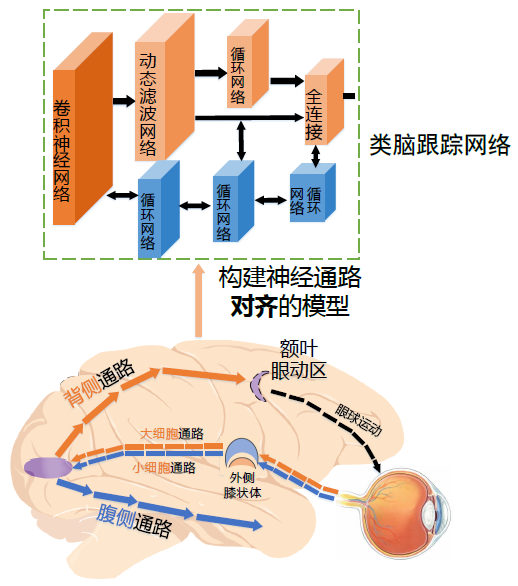 卷积神经网络
动态滤波网络
循环网络
全连接
循环网络
循环网络
循环网络
类脑跟踪网络
构建神经通路
对齐的模型
额叶
眼动区
背侧通路
眼球运动
大细胞通路
小细胞通路
外侧
膝状体
腹侧通路